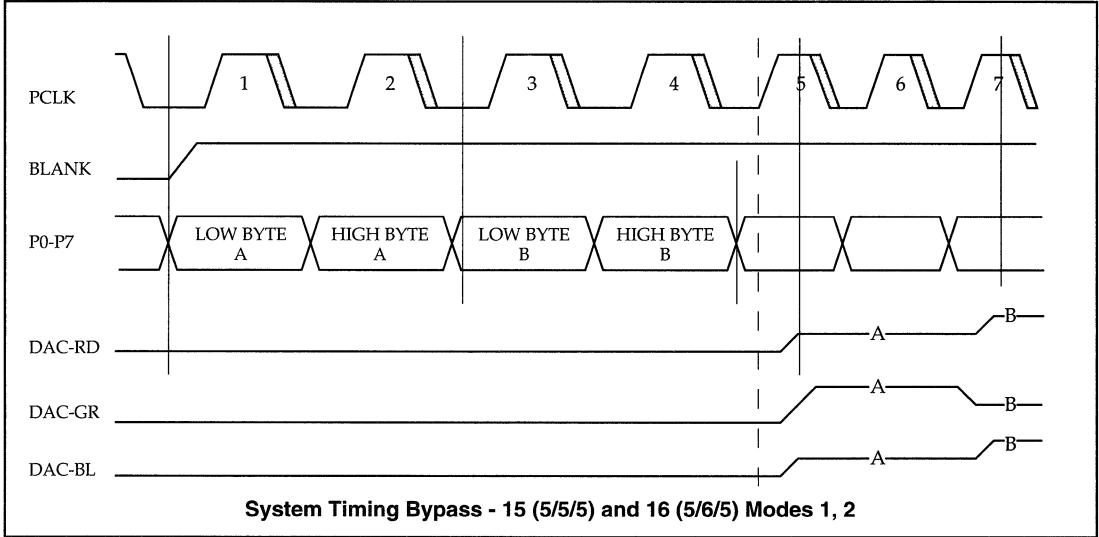 PCLK
1 2 3 4 5 6 7
BLANK
P0-P7
LOW BYTE A
HIGH BYTE A
LOW BYTE B
HIGH BYTE B
DAC-RD
A B
DAC-GR
A B
DAC-BL
A B
System Timing Bypass - 15 (5/5/5) and 16 (5/6/5) Modes 1, 2